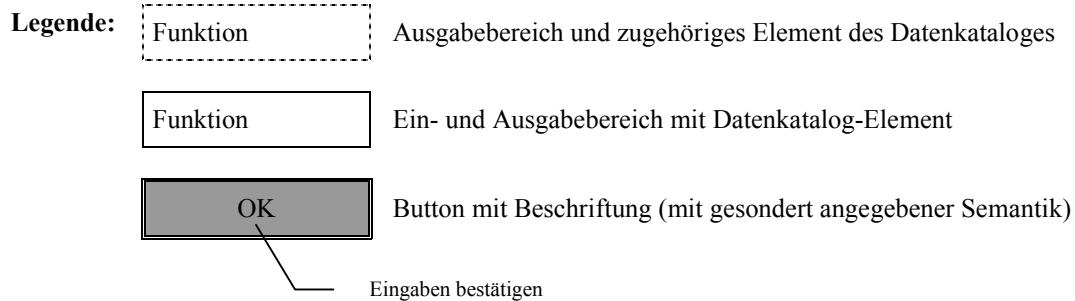 Legende: Funktion Ausgabebereich und zugehöriges Element des Datenkataloges
Funktion Ein- und Ausgabebereich mit Datenkatalog-Element
OK Button mit Beschriftung (mit gesondert angegebener Semantik)
Eingaben bestätigen